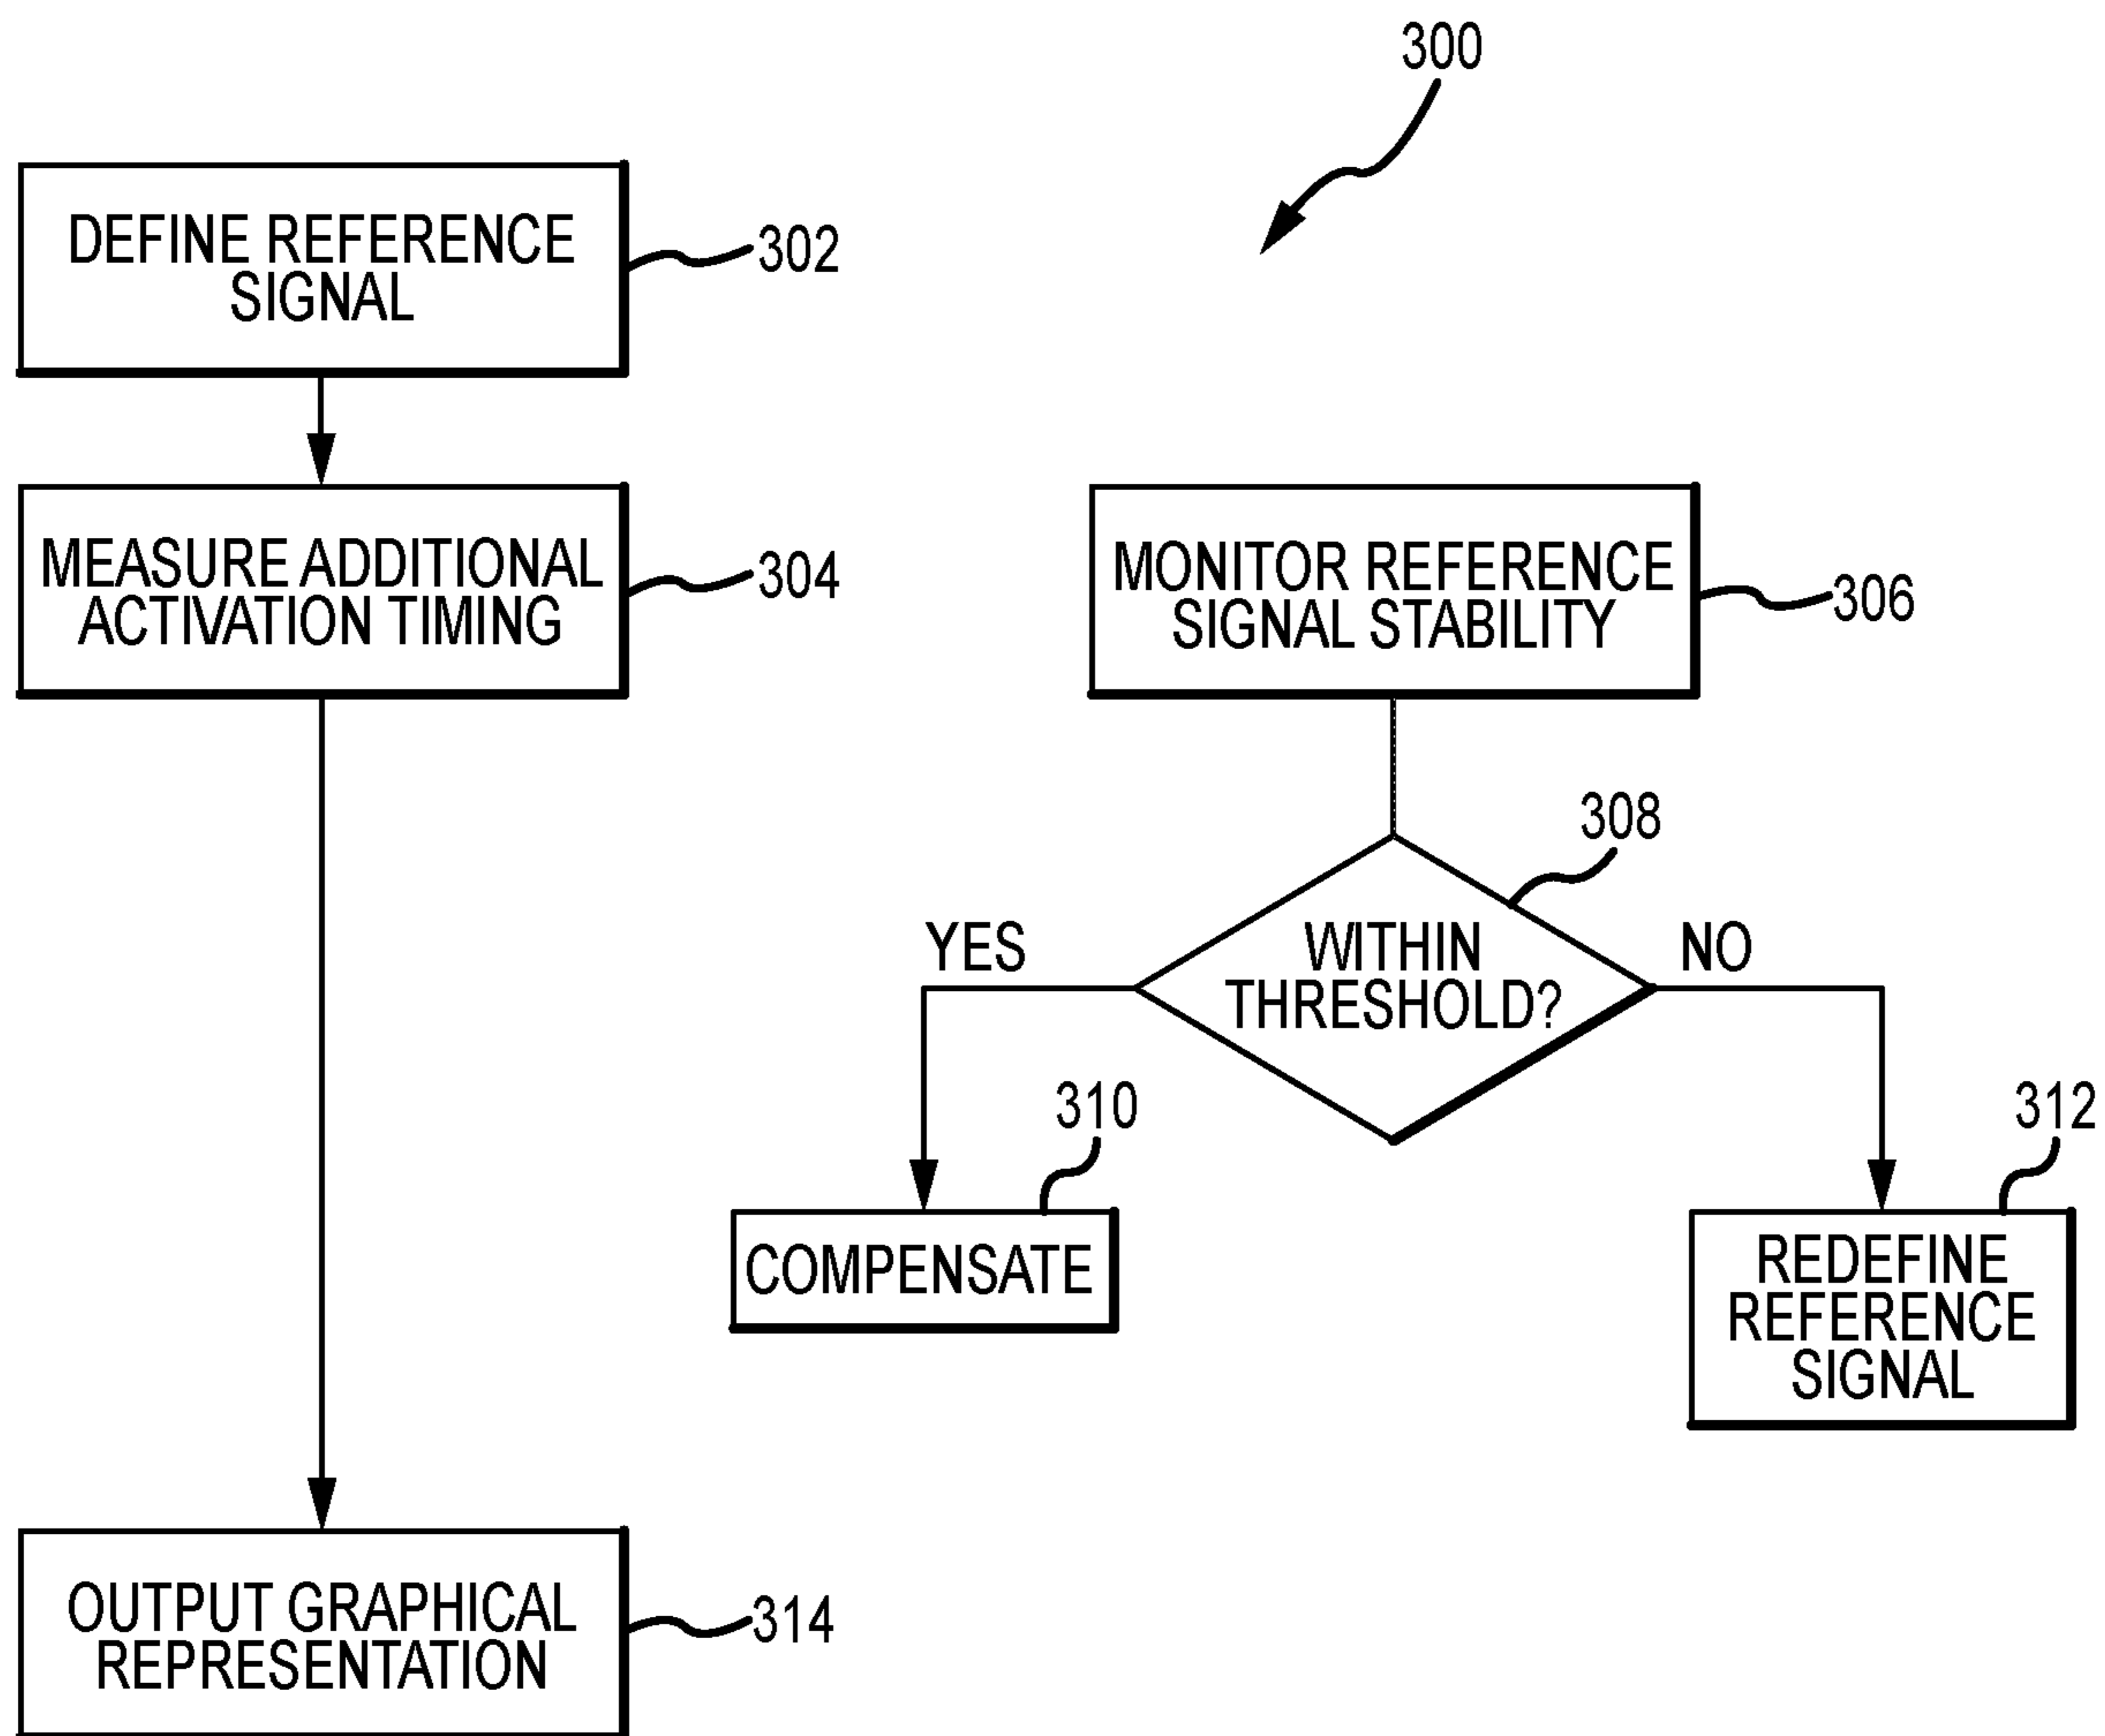 300
DEFINE REFERENCE
SIGNAL
302
MEASURE ADDITIONAL
ACTIVATION TIMING
304
MONITOR REFERENCE
SIGNAL STABILITY
306
308
YES
WITHIN
THRESHOLD?
NO
310
COMPENSATE
312
REDEFINE
REFERENCE
SIGNAL
OUTPUT GRAPHICAL
REPRESENTATION
314